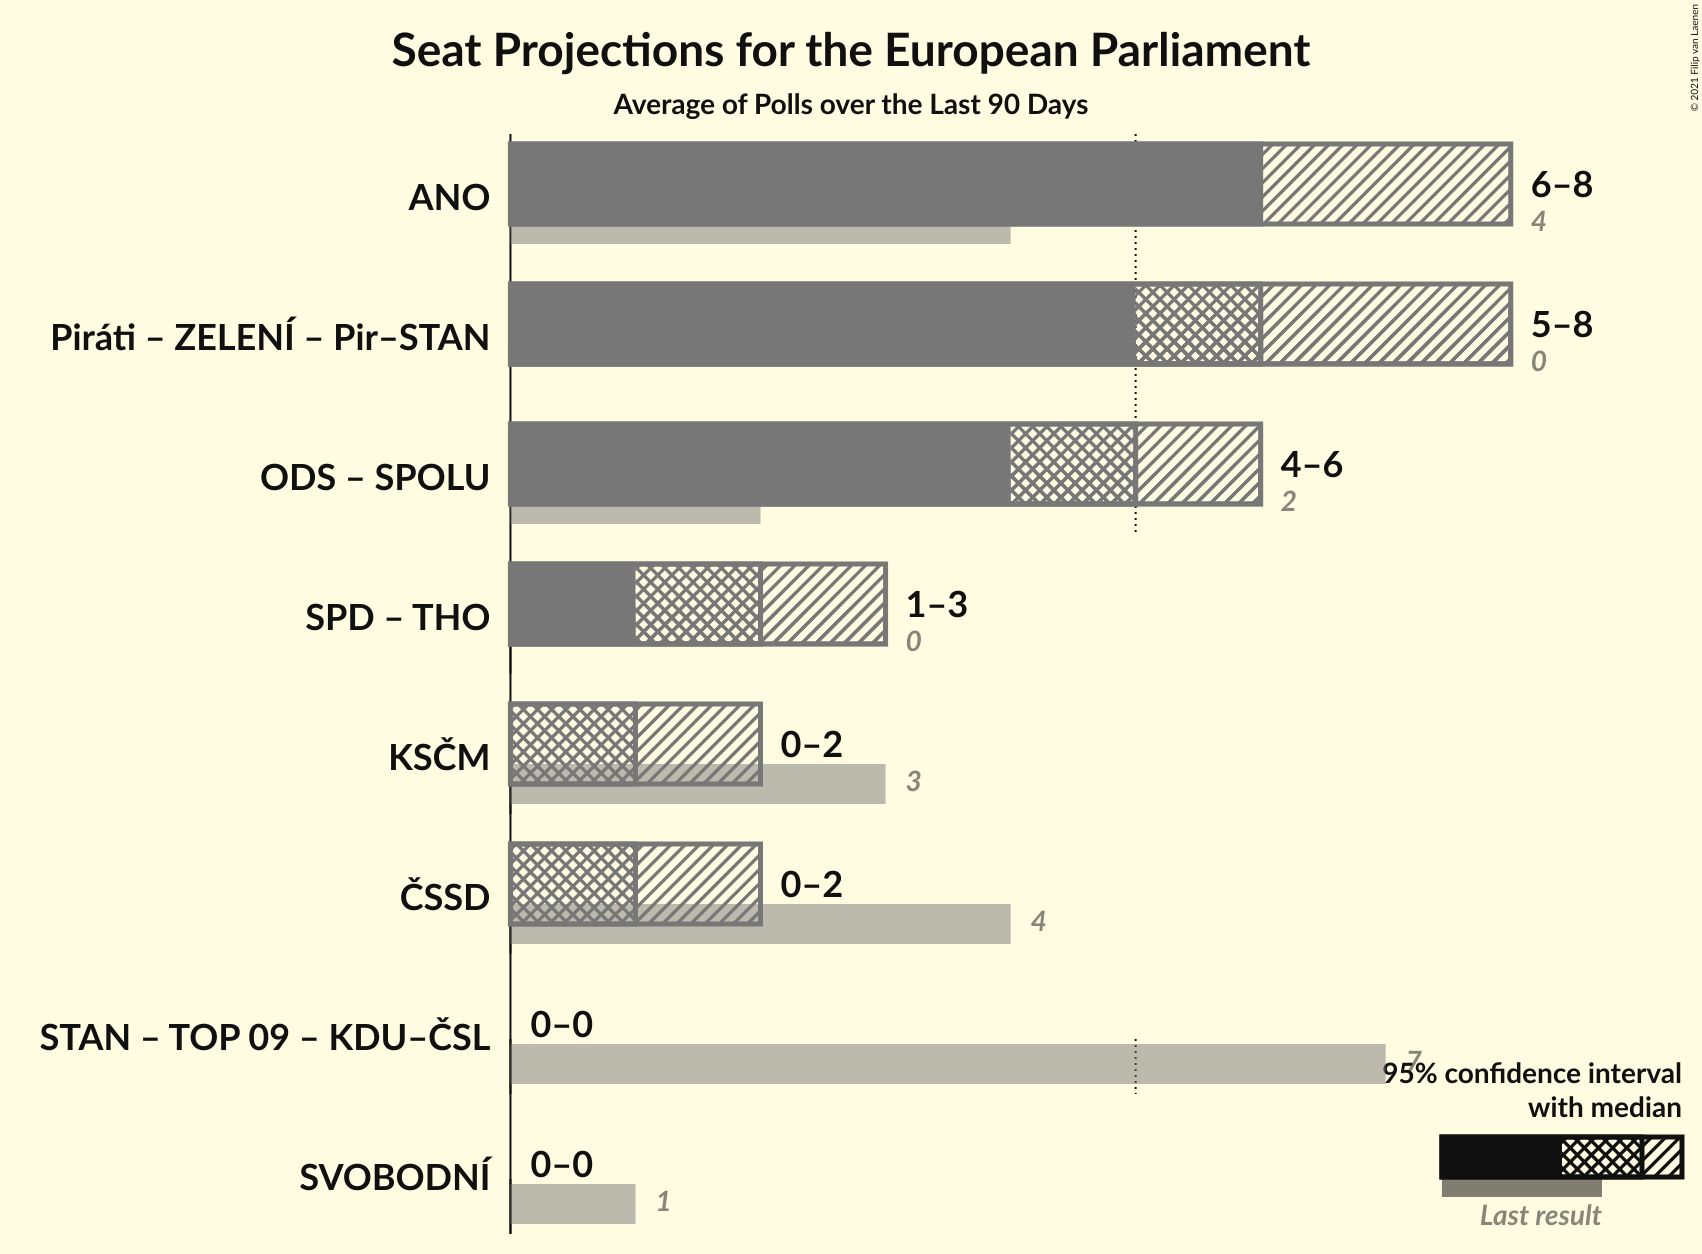 Seat Projections for the European Parliament
Average of Polls over the Last 90 Days
© 2021 Filip van Laenen
ANO
6–8
4
Piráti – ZELENÍ – Pir–STAN
5–8
0
ODS – SPOLU
4–6
2
SPD – THO
1–3
0
KSČM
0–2
3
ČSSD
0–2
4
STAN – TOP 09 – KDU–ČSL
0–0
7
SVOBODNÍ
0–0
1
95% confidence interval
with median
Last result